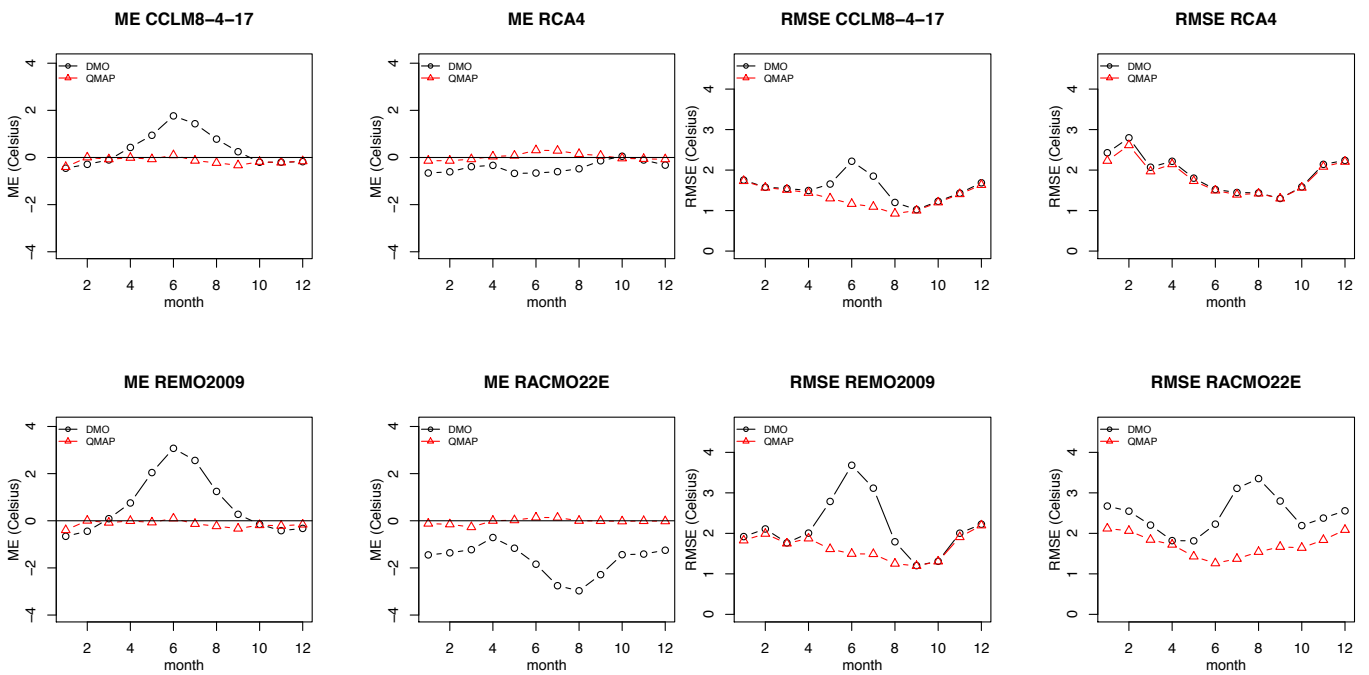 ME CCLM8−4−17
DMO
QMAP
ME (Celsius)
−4 −2 0 2 4
2 4 6 8 10 12
month
ME RCA4
DMO
QMAP
ME (Celsius)
−4 −2 0 2 4
2 4 6 8 10 12
month
RMSE CCLM8−4−17
DMO
QMAP
RMSE (Celsius)
0 1 2 3 4
2 4 6 8 10 12
month
RMSE RCA4
DMO
QMAP
RMSE (Celsius)
0 1 2 3 4
2 4 6 8 10 12
month
ME REMO2009
DMO
QMAP
ME (Celsius)
−4 −2 0 2 4
2 4 6 8 10 12
month
ME RACMO22E
DMO
QMAP
ME (Celsius)
−4 −2 0 2 4
2 4 6 8 10 12
month
RMSE REMO2009
DMO
QMAP
RMSE (Celsius)
0 1 2 3 4
2 4 6 8 10 12
month
RMSE RACMO22E
DMO
QMAP
RMSE (Celsius)
0 1 2 3 4
2 4 6 8 10 12
month